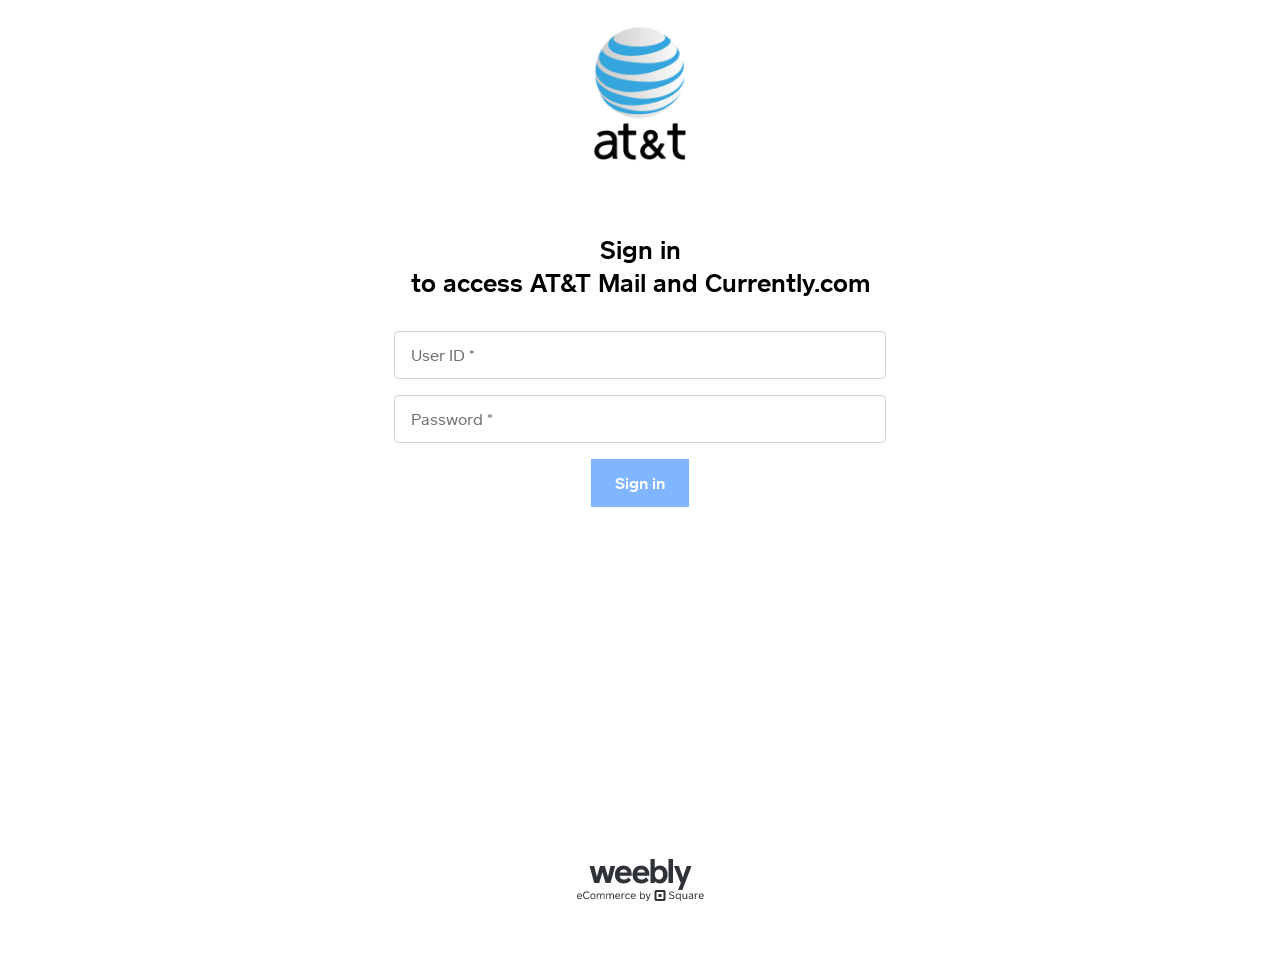 at&t
Sign in
to access AT&T Mail and Currently.com
User ID *
Password *
Sign in
weebly
eCommerce by Square